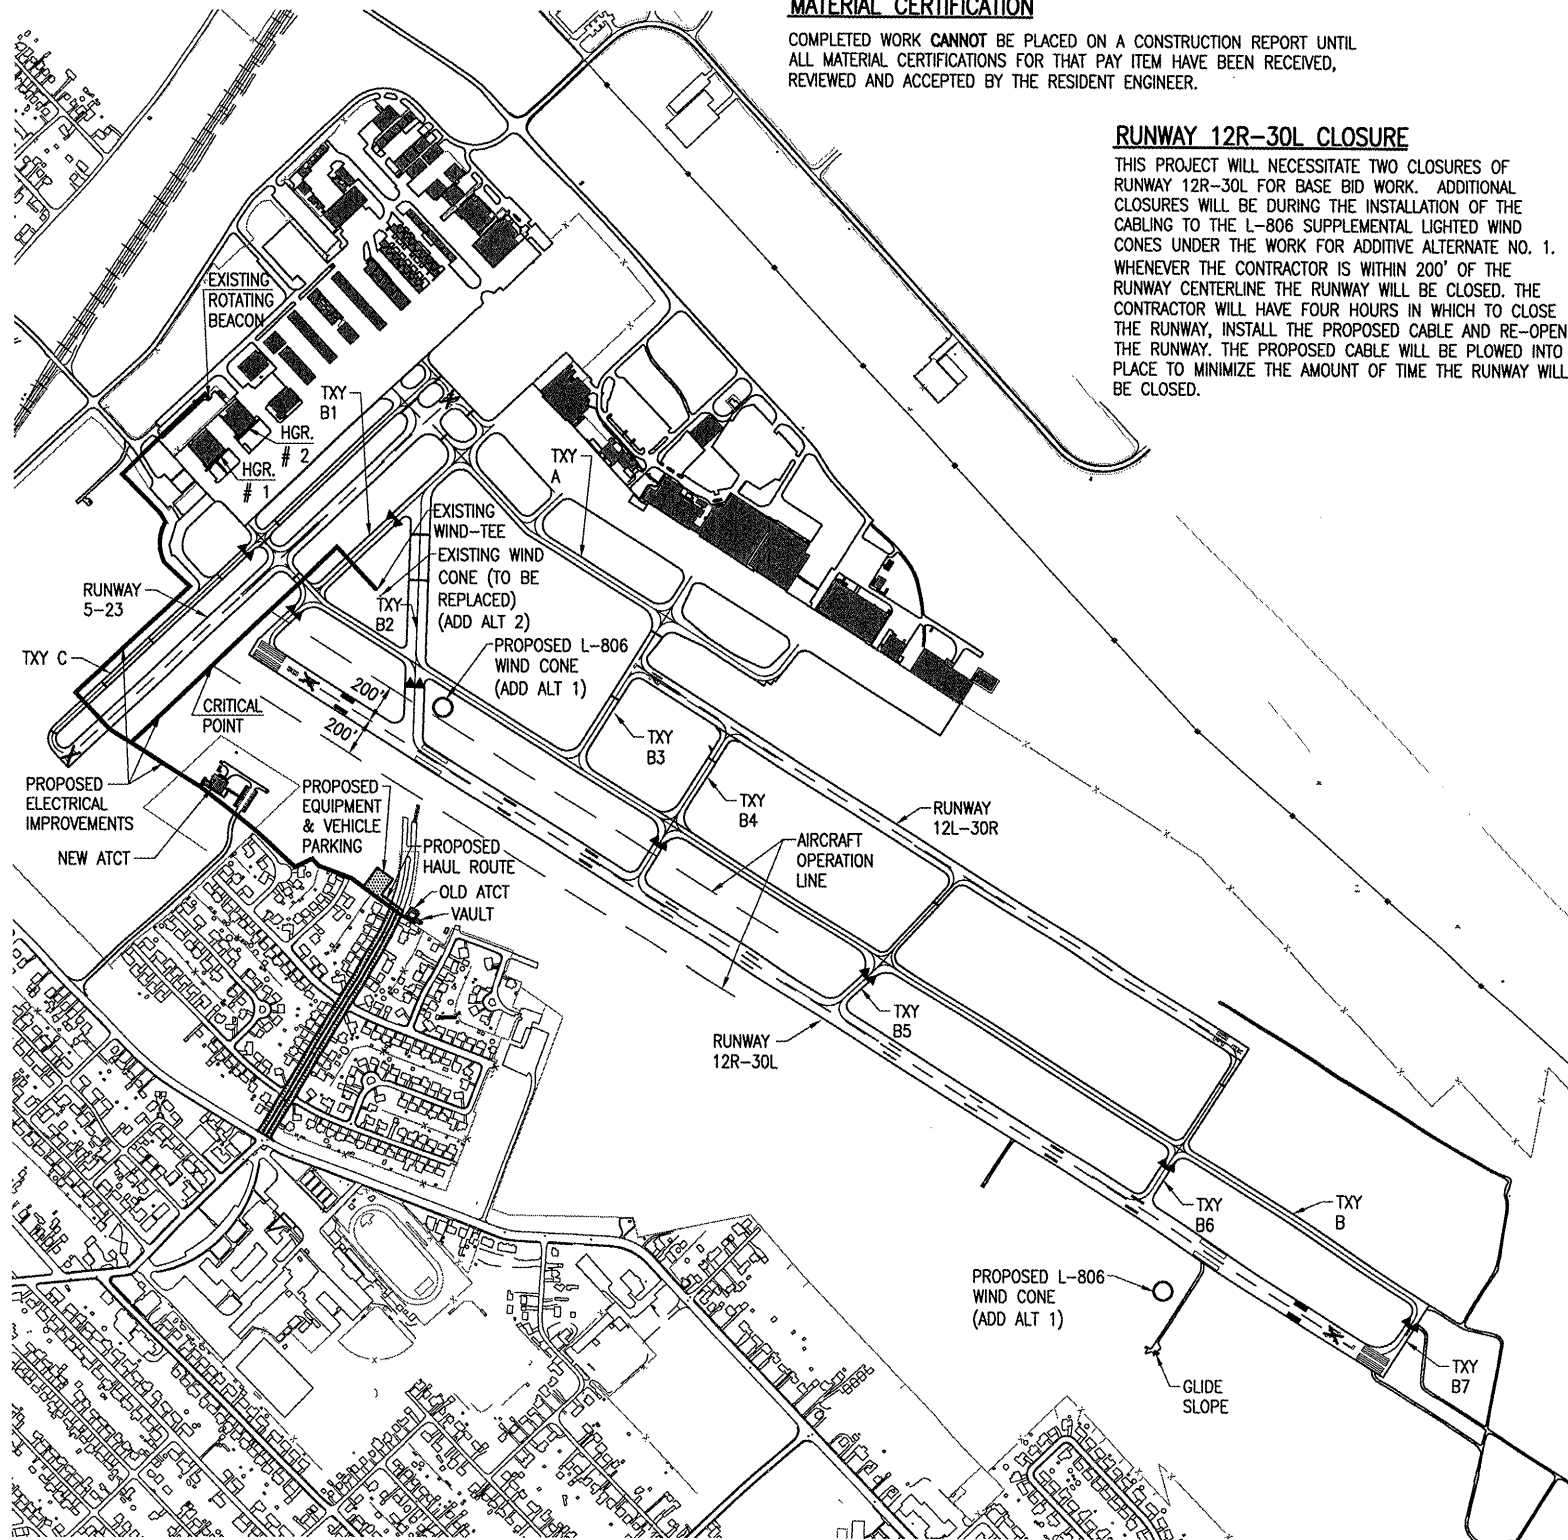 MATERIAL CERTIFICATION
COMPLETED WORK CANNOT BE PLACED ON A CONSTRUCTION REPORT UNTIL
ALL MATERIAL CERTIFICATIONS FOR THAT PAY ITEM HAVE BEEN RECEIVED,
REVIEWED AND ACCEPTED BY THE RESIDENT ENGINEER.
RUNWAY 12R-30L CLOSURE
THIS PROJECT WILL NECESSITATE TWO CLOSURES OF
RUNWAY 12R-30L FOR BASE BID WORK. ADDITIONAL
CLOSURES WILL BE DURING THE INSTALLATION OF THE
CABLING TO THE L-806 SUPPLEMENTAL LIGHTED WIND
CONES UNDER THE WORK FOR ADDITIVE ALTERNATE NO. 1.
WHENEVER THE CONTRACTOR IS WITHIN 200' OF THE
RUNWAY CENTERLINE THE RUNWAY WILL BE CLOSED. THE
CONTRACTOR WILL HAVE FOUR HOURS IN WHICH TO CLOSE
THE RUNWAY, INSTALL THE PROPOSED CABLE AND RE-OPEN
THE RUNWAY. THE PROPOSED CABLE WILL BE PLOWED INTO
PLACE TO MINIMIZE THE AMOUNT OF TIME THE RUNWAY WILL
BE CLOSED.
EXISTING
ROTATING
BEACON
TXY
B1
HGR.
# 2
HGR.
# 1
TXY
A
EXISTING
WIND-TEE
EXISTING WIND
CONE (TO BE
REPLACED)
(ADD ALT 2)
RUNWAY
5-23
TXY
B2
PROPOSED L-806
WIND CONE
(ADD ALT 1)
TXY C
200'
200'
CRITICAL
POINT
TXY
B3
PROPOSED
ELECTRICAL
IMPROVEMENTS
PROPOSED
EQUIPMENT
& VEHICLE
PARKING
TXY
B4
RUNWAY
12L-30R
AIRCRAFT
OPERATION
LINE
NEW ATCT
PROPOSED
HAUL ROUTE
OLD ATCT
VAULT
TXY
B5
RUNWAY
12R-30L
TXY
B6
TXY
B
PROPOSED L-806
WIND CONE
(ADD ALT 1)
GLIDE
SLOPE
TXY
B7